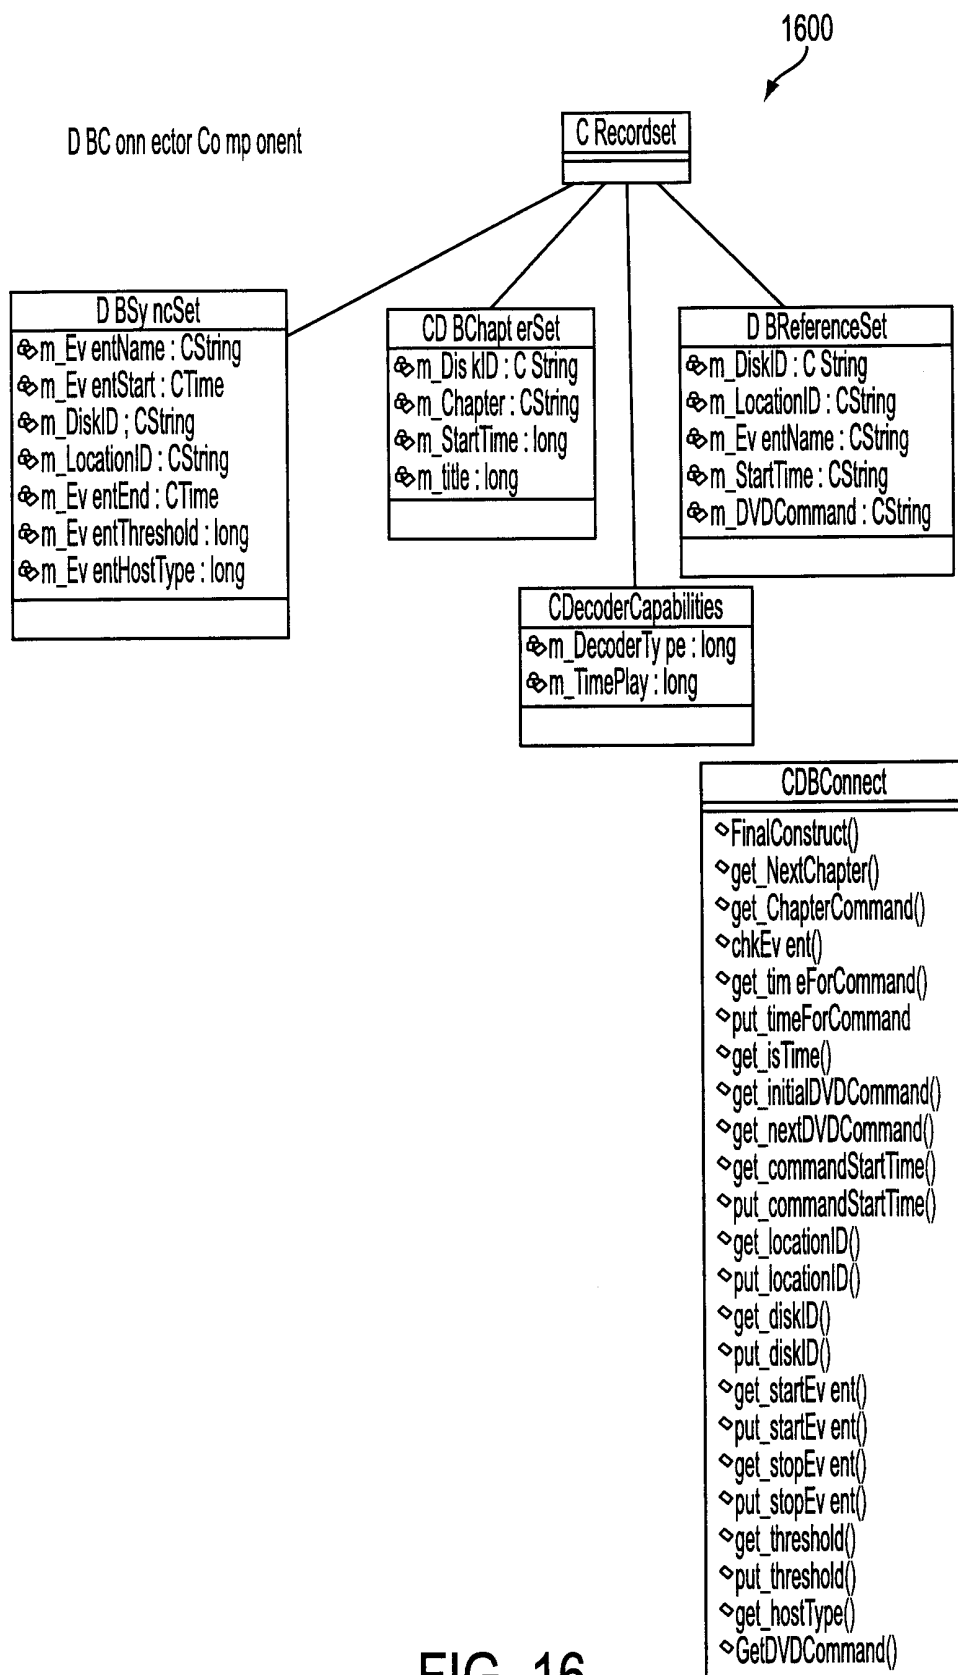 1600
D BC onn ector Co mp onent
C Recordset
D BSy ncSet
m_Ev entName : CString
m_Ev entStart : CTime
m_DiskID ; CString
m_LocationID : CString
m_Ev entEnd : CTime
m_Ev entThreshold : long
m_Ev entHostType : long
CD BChapt erSet
m_Dis kID : C String
m_Chapter : CString
m_StartTime : long
m_title : long
D BReferenceSet
m_DiskID : C String
m_LocationID : CString
m_Ev entName : CString
m_StartTime : CString
m_DVDCommand : CString
CDecoderCapabilities
m_DecoderTy pe : long
m_TimePlay : long
CDBConnect
FinalConstruct()
get_NextChapter()
get_ChapterCommand()
chkEv ent()
get_tim eForCommand()
put_timeForCommand
get_isTime()
get_initialDVDCommand()
get_nextDVDCommand()
get_commandStartTime()
put_commandStartTime()
get_locationID()
put_locationID()
get_diskID()
put_diskID()
get_startEv ent()
put_startEv ent()
get_stopEv ent()
put_stopEv ent()
get_threshold()
put_threshold()
get_hostType()
GetDVDCommand()
FIG. 16